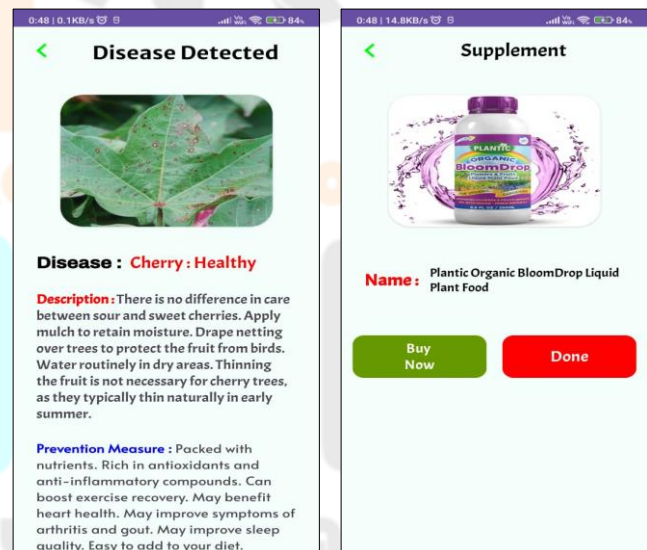 0:48 | 0.1KB/s
84%
Disease Detected
Disease : Cherry : Healthy
Description : There is no difference in care
between sour and sweet cherries. Apply
mulch to retain moisture. Drape netting
over trees to protect the fruit from birds.
Water routinely in dry areas. Thinning
the fruit is not necessary for cherry trees,
as they typically thin naturally in early
summer.
Prevention Measure : Packed with
nutrients. Rich in antioxidants and
anti-inflammatory compounds. Can
boost exercise recovery. May benefit
heart health. May improve symptoms of
arthritis and gout. May improve sleep
quality. Easy to add to your diet.
0:48 | 14.8KB/s
84%
Supplement
PLANTIC
ORGANIC
BloomDrop
Flowers & Fruits
Liquid Plant Food
Name : Plantic Organic BloomDrop Liquid
Plant Food
Buy
Now
Done